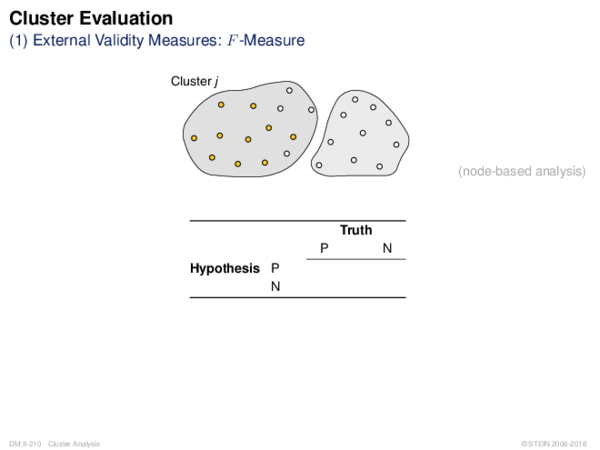 Cluster Evaluation
(1) External Validity Measures: F-Measure
Cluster j
(node-based analysis)
Truth
P N
Hypothesis P
N
DM:II-210 Cluster Analysis
© STEIN 2006-2018